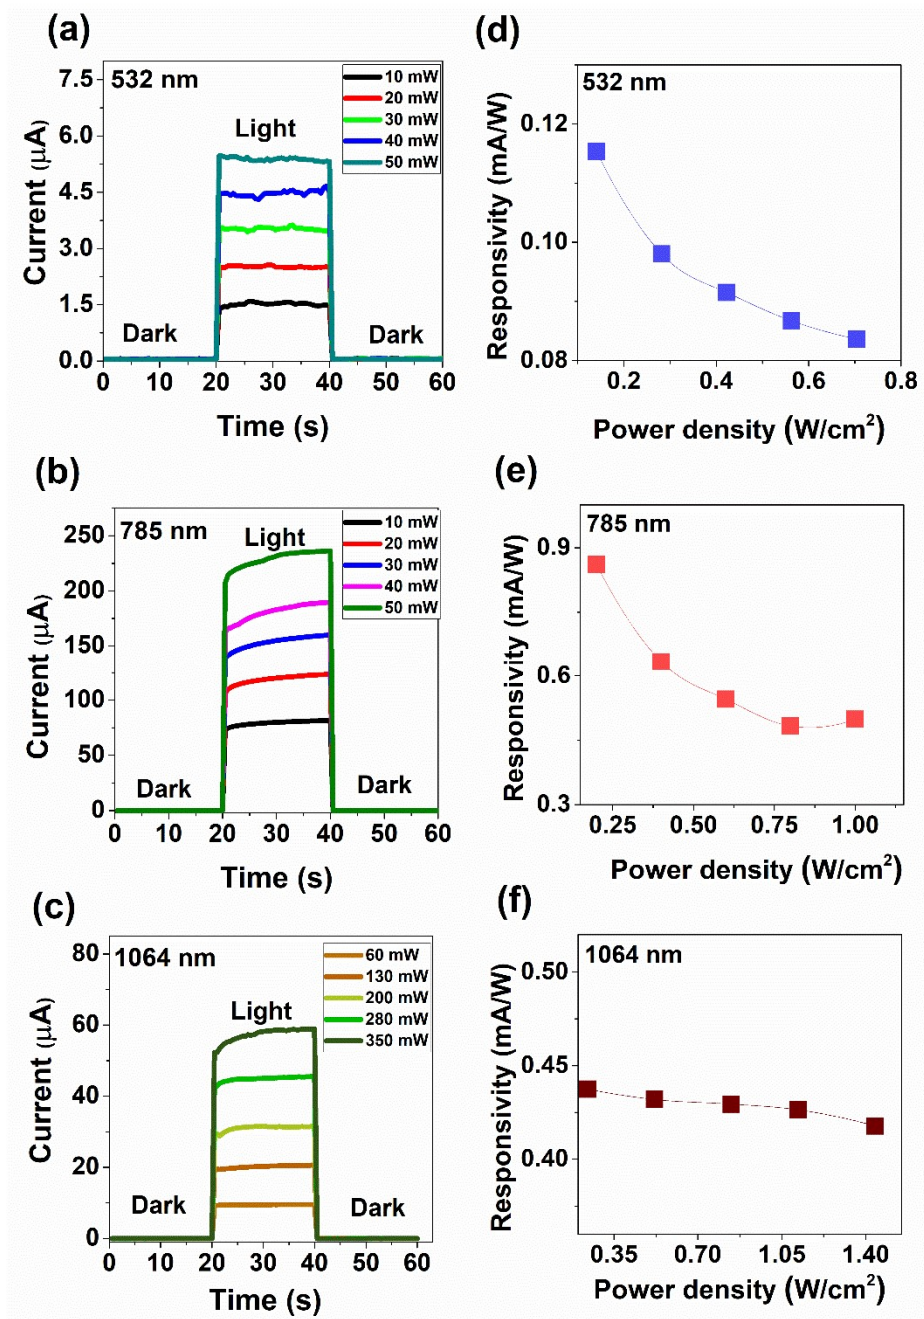 (a)
532 nm
10 mW
20 mW
30 mW
40 mW
50 mW
Light
Dark
Dark
7.5
6.0
4.5
3.0
1.5
0.0
Current (μA)
0 10 20 30 40 50 60
Time (s)
(d)
532 nm
0.12
0.10
0.08
Responsivity (mA/W)
0.2 0.4 0.6 0.8
Power density (W/cm²)
(b)
785 nm
10 mW
20 mW
30 mW
40 mW
50 mW
Light
Dark
Dark
250
200
150
100
50
0
Current (μA)
0 10 20 30 40 50 60
Time (s)
(e)
785 nm
0.9
0.6
0.3
Responsivity (mA/W)
0.25 0.50 0.75 1.00
Power density (W/cm²)
(c)
1064 nm
60 mW
130 mW
200 mW
280 mW
350 mW
Light
Dark
Dark
80
60
40
20
0
Current (μA)
0 10 20 30 40 50 60
Time (s)
(f)
1064 nm
0.50
0.45
0.40
Responsivity (mA/W)
0.35 0.70 1.05 1.40
Power density (W/cm²)